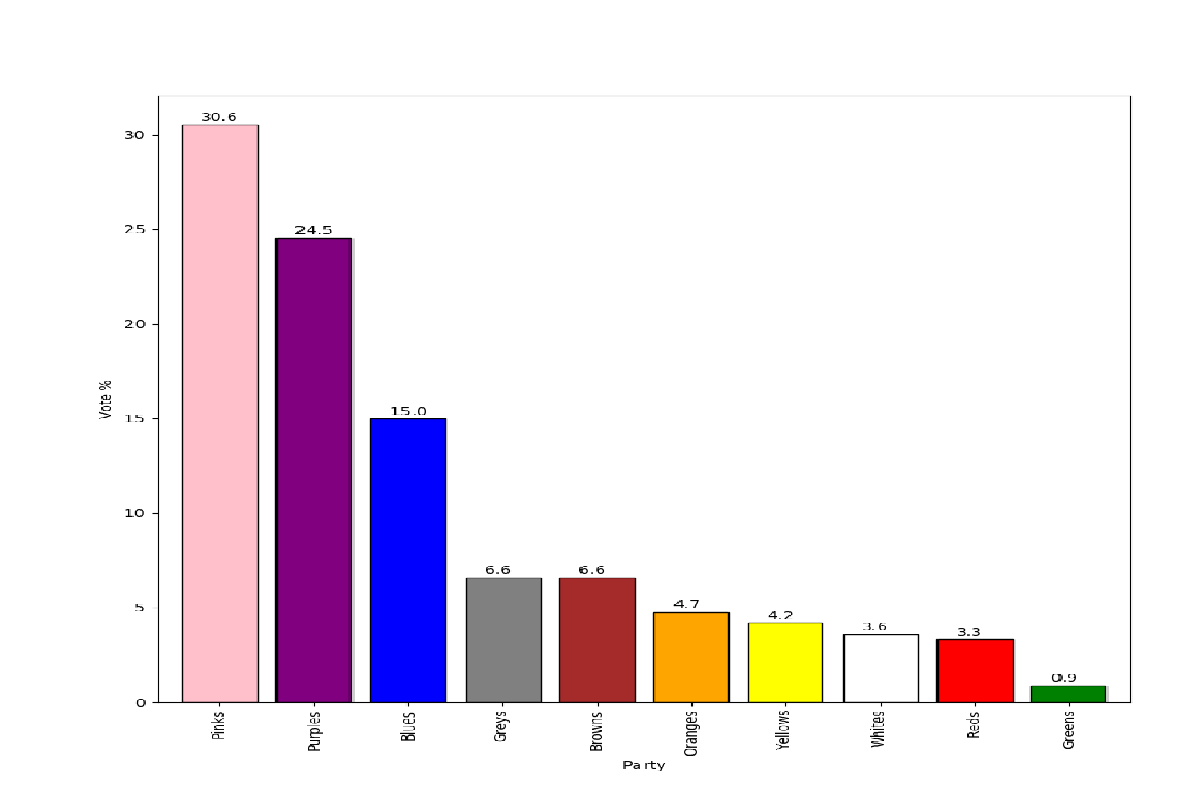 30.6
30
25
24.5
20
Vote %
15
15.0
10
6.6
6.6
5
4.7
4.2
3.6
3.3
0.9
0
Pinks
Purples
Blues
Greys
Browns
Oranges
Yellows
Whites
Reds
Greens
Party